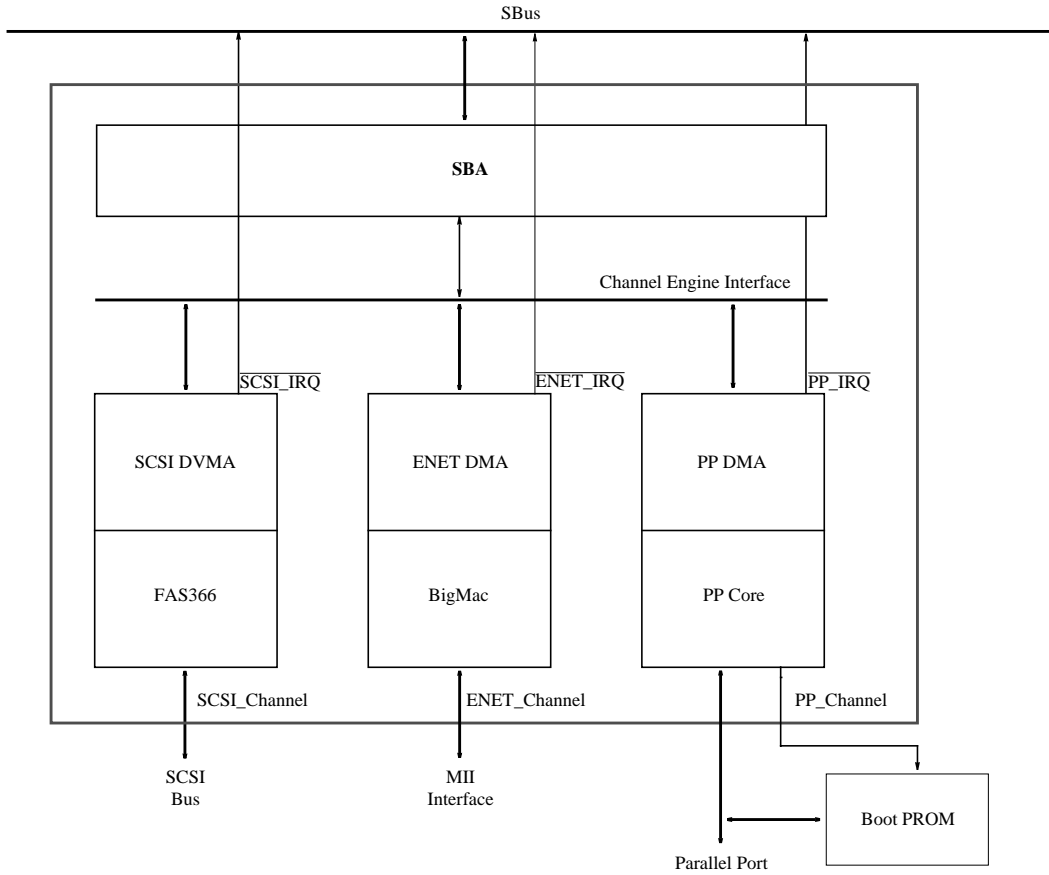 SBus
SBA
Channel Engine Interface
SCSI_IRQ
ENET_IRQ
PP_IRQ
SCSI DVMA
ENET DMA
PP DMA
FAS366
BigMac
PP Core
SCSI_Channel
ENET_Channel
PP_Channel
SCSI
Bus
MII
Interface
Boot PROM
Parallel Port